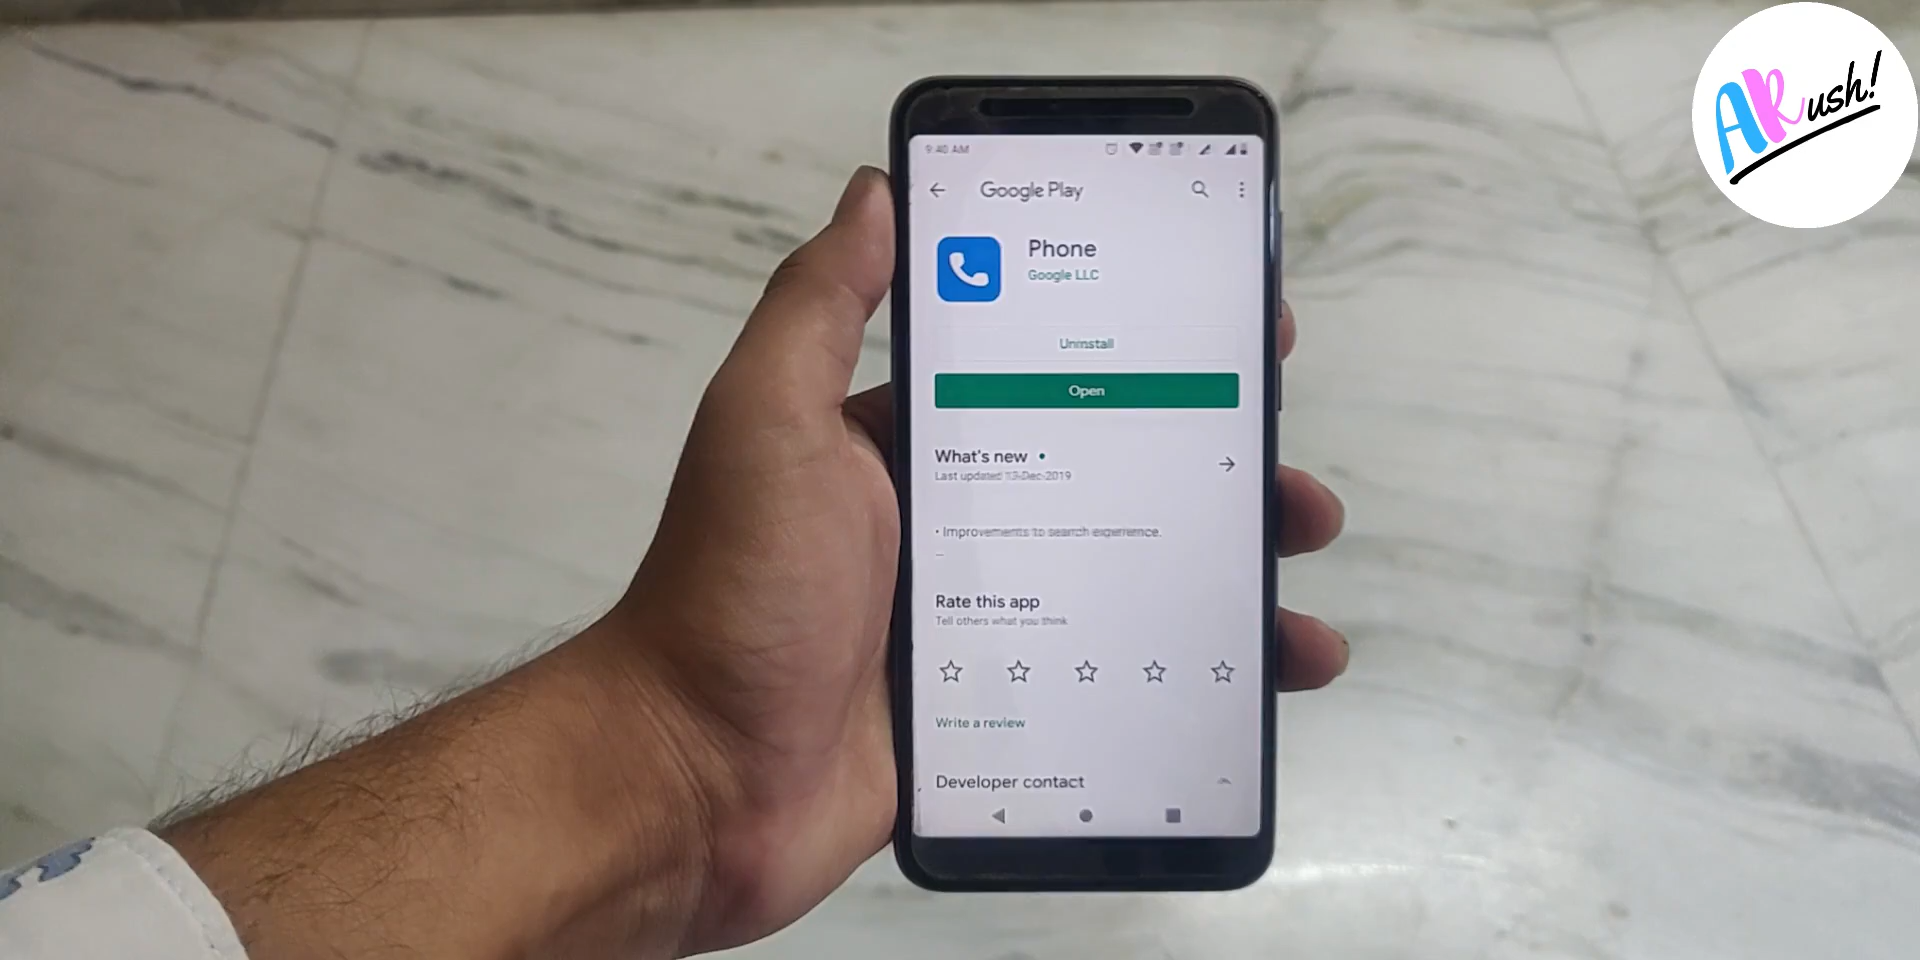 ARush!
9:40 AM
Google Play
Phone
Google LLC
Uninstall
Open
What's new •
Last updated 13-Dec-2019
• Improvements to search experience.
Rate this app
Tell others what you think
Write a review
Developer contact